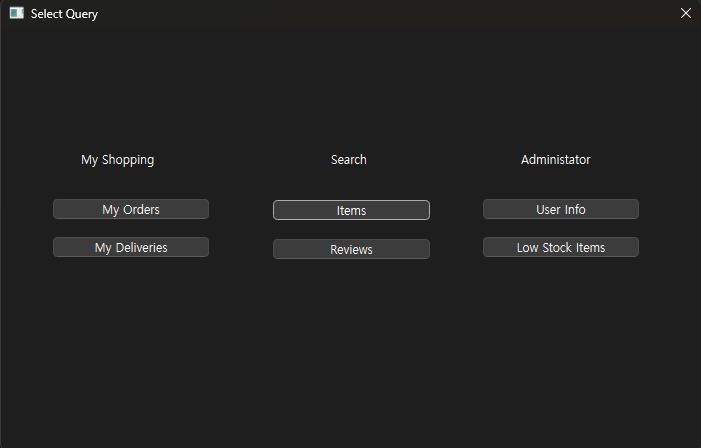 Select Query
My Shopping
Search
Administator
My Orders
Items
User Info
My Deliveries
Reviews
Low Stock Items